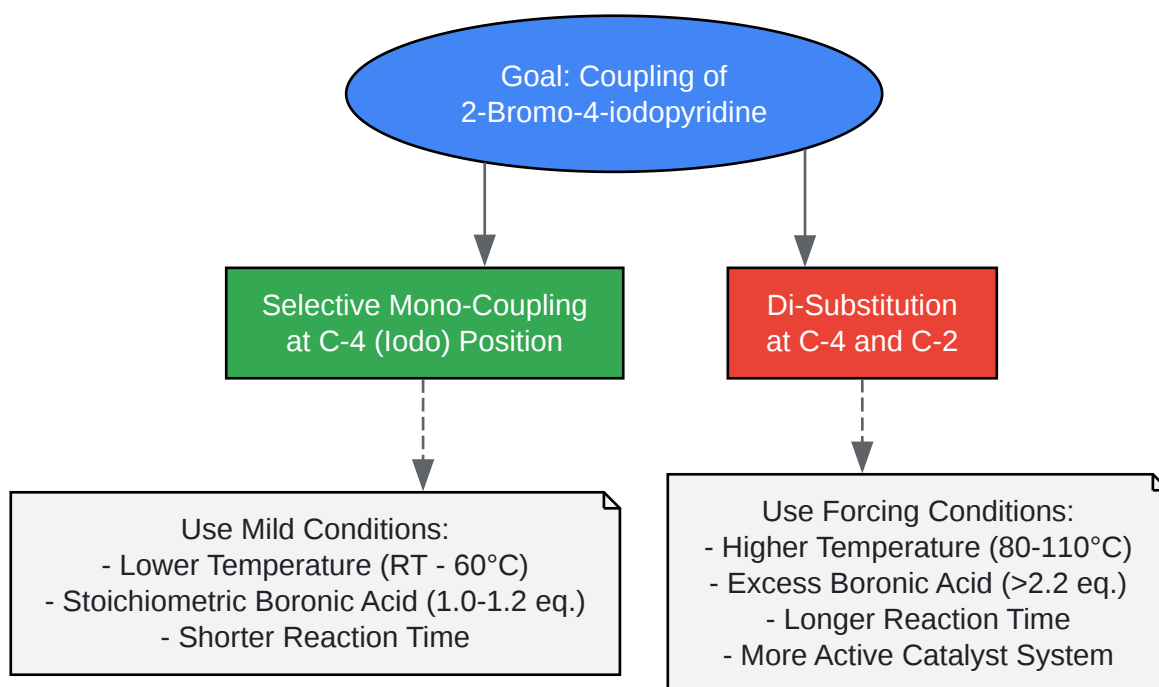 Goal: Coupling of
2-Bromo-4-iodopyridine
Selective Mono-Coupling
at C-4 (Iodo) Position
Di-Substitution
at C-4 and C-2
Use Mild Conditions:
- Lower Temperature (RT - 60°C)
- Stoichiometric Boronic Acid (1.0-1.2 eq.)
- Shorter Reaction Time
Use Forcing Conditions:
- Higher Temperature (80-110°C)
- Excess Boronic Acid (>2.2 eq.)
- Longer Reaction Time
- More Active Catalyst System